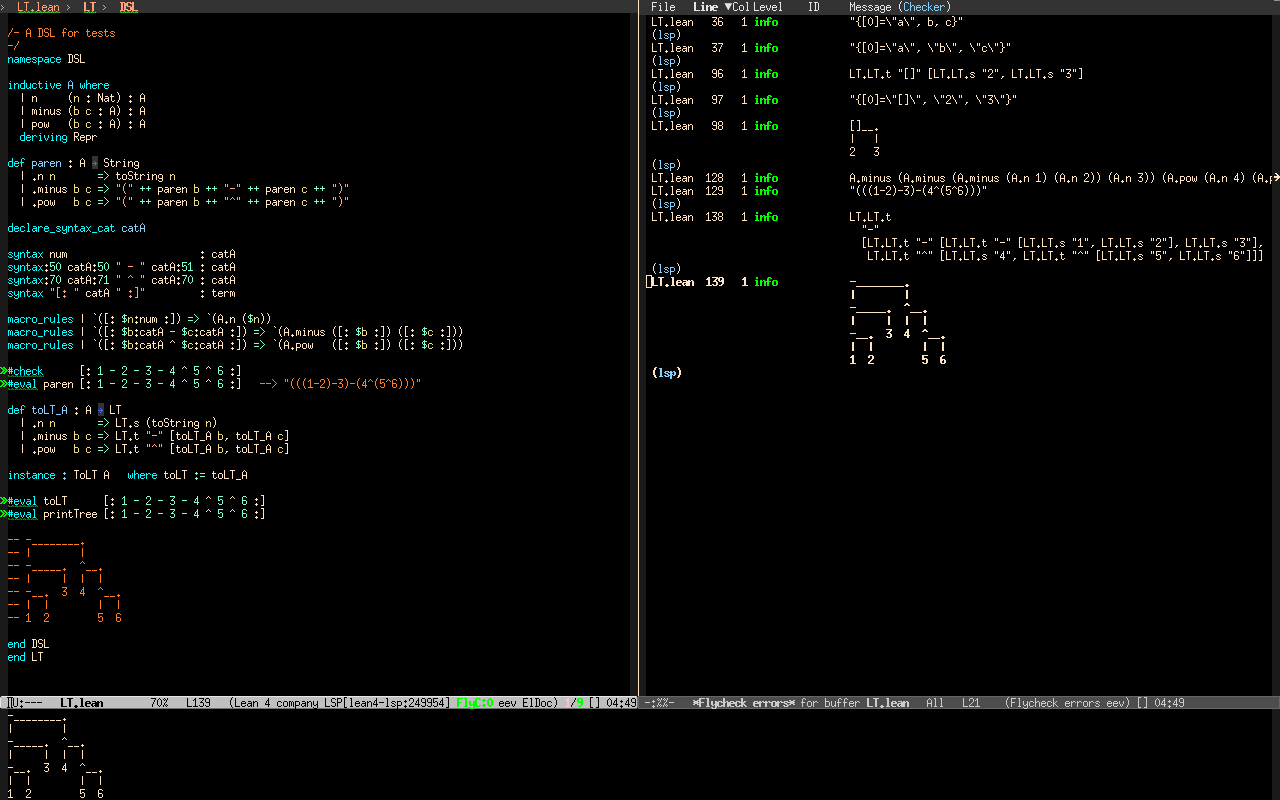 › LT.lean › LT › DSL
/- A DSL for tests
-/
namespace DSL
inductive A where
  | n     (n : Nat) : A
  | minus (b c : A) : A
  | pow   (b c : A) : A
  deriving Repr
def paren : A → String
  | .n n       => toString n
  | .minus b c => "(" ++ paren b ++ "-" ++ paren c ++ ")"
  | .pow   b c => "(" ++ paren b ++ "^" ++ paren c ++ ")"
declare_syntax_cat catA
syntax num                      : catA
syntax:50 catA:50 " - " catA:51 : catA
syntax:70 catA:71 " ^ " catA:70 : catA
syntax "[: " catA " :]"         : term
macro_rules | `([: $n:num :]) => `(A.n ($n))
macro_rules | `([: $b:catA - $c:catA :]) => `(A.minus ([: $b :]) ([: $c :]))
macro_rules | `([: $b:catA ^ $c:catA :]) => `(A.pow   ([: $b :]) ([: $c :]))
»#check      [: 1 - 2 - 3 - 4 ^ 5 ^ 6 :]
»#eval paren [: 1 - 2 - 3 - 4 ^ 5 ^ 6 :]   --> "(((1-2)-3)-(4^(5^6)))"
def toLT_A : A → LT
  | .n n       => LT.s (toString n)
  | .minus b c => LT.t "-" [toLT_A b, toLT_A c]
  | .pow   b c => LT.t "^" [toLT_A b, toLT_A c]
instance : ToLT A   where toLT := toLT_A
»#eval toLT      [: 1 - 2 - 3 - 4 ^ 5 ^ 6 :]
»#eval printTree [: 1 - 2 - 3 - 4 ^ 5 ^ 6 :]
-- -________.
-- |        |
-- -_____.  ^__.
-- |     |  |  |
-- -__.  3  4  ^__.
-- |  |        |  |
-- 1  2        5  6
end DSL
end LT
U:---  LT.lean       70%   L139   (Lean 4 company LSP[lean4-lsp:249954] FlyC:0 eev ElDoc) 1/9 [] 04:49
File   Line ▼Col Level    ID    Message (Checker)
LT.lean  36   1 info            "{[0]=\"a\", b, c}"
(lsp)
LT.lean  37   1 info            "{[0]=\"a\", \"b\", \"c\"}"
(lsp)
LT.lean  96   1 info            LT.LT.t "[]" [LT.LT.s "2", LT.LT.s "3"]
(lsp)
LT.lean  97   1 info            "{[0]=\"[]\", \"2\", \"3\"}"
(lsp)
LT.lean  98   1 info            []__.
|   |
2   3
(lsp)
LT.lean  128   1 info           A.minus (A.minus (A.minus (A.n 1) (A.n 2)) (A.n 3)) (A.pow (A.n 4) (A.p→
LT.lean  129   1 info           "(((1-2)-3)-(4^(5^6)))"
(lsp)
LT.lean  138   1 info           LT.LT.t
  "-"
  [LT.LT.t "-" [LT.LT.t "-" [LT.LT.s "1", LT.LT.s "2"], LT.LT.s "3"],
   LT.LT.t "^" [LT.LT.s "4", LT.LT.t "^" [LT.LT.s "5", LT.LT.s "6"]]]
(lsp)
LT.lean  139   1 info           -________.
|        |
-_____.  ^__.
|     |  |  |
-__.  3  4  ^__.
|  |        |  |
1  2        5  6
(lsp)
-:%%-  *Flycheck errors* for buffer LT.lean   All   L21    (Flycheck errors eev) [] 04:49
-________.
|        |
-_____.  ^__.
|     |  |  |
-__.  3  4  ^__.
|  |        |  |
1  2        5  6